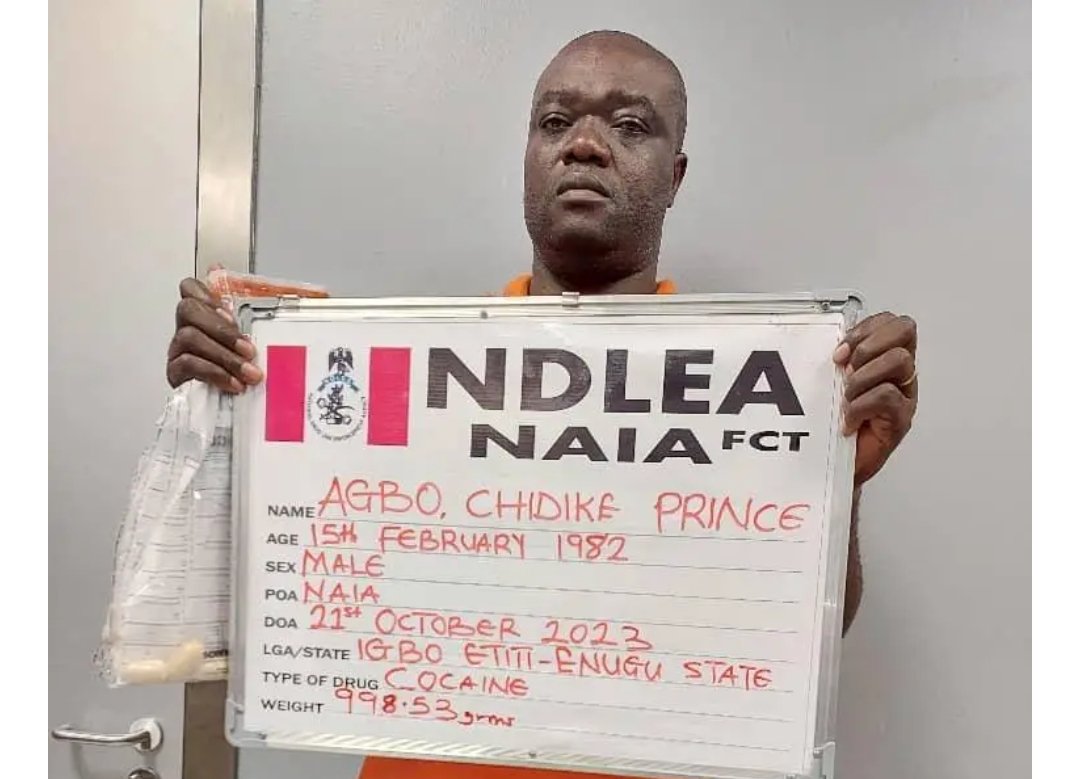 NDLEA
NAIA FCT
NAME AGBO, CHIDIKE PRINCE
AGE 15th FEBRUARY 1982
SEX MALE
POA NAIA
DOA 21st OCTOBER 2023
LGA/STATE IGBO ETITI-ENUGU STATE
TYPE OF DRUG COCAINE
WEIGHT 998.53grms